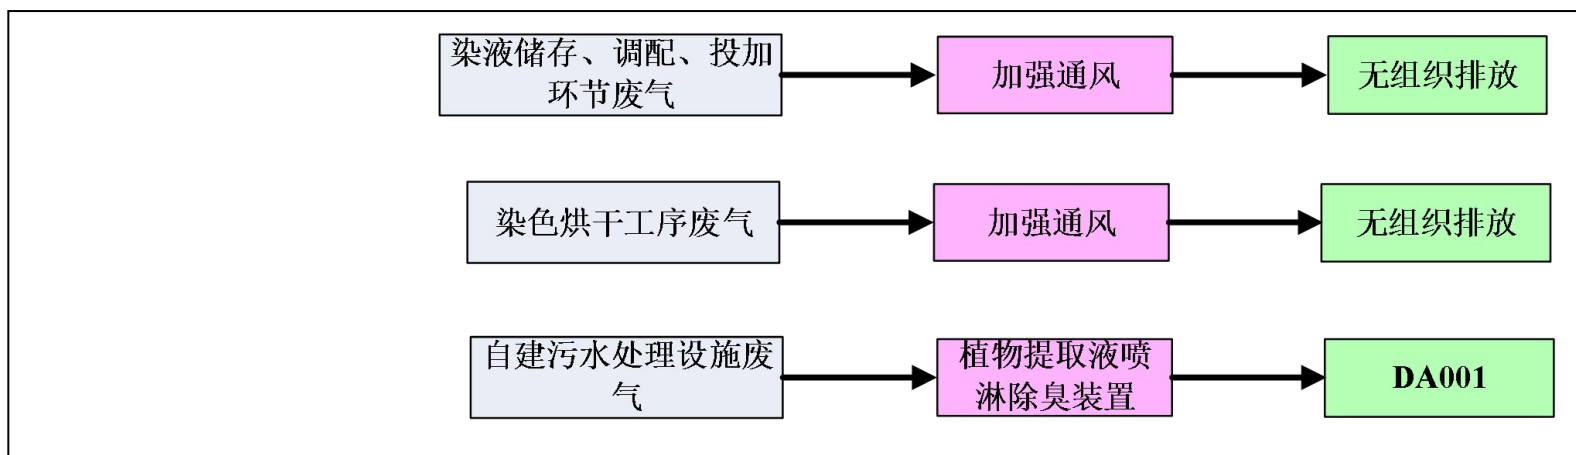 染液储存、调配、投加
环节废气
加强通风
无组织排放
染色烘干工序废气
加强通风
无组织排放
自建污水处理设施废
气
植物提取液喷
淋除臭装置
DA001